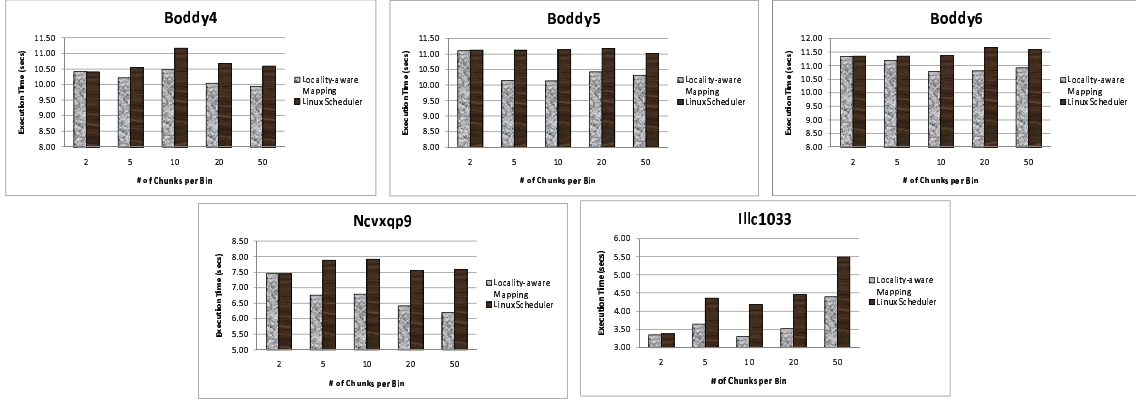 Boddy4
11.50
11.00
10.50
10.00
9.50
9.00
8.50
8.00
Execution Time (secs)
2 5 10 20 50
# of Chunks per Bin
Locality-aware
Mapping
Linux Scheduler
Boddy5
11.50
11.00
10.50
10.00
9.50
9.00
8.50
8.00
Execution Time (secs)
2 5 10 20 50
# of Chunks per Bin
Locality-aware
Mapping
Linux Scheduler
Boddy6
12.00
11.50
11.00
10.50
10.00
9.50
9.00
8.50
8.00
Execution Time (secs)
2 5 10 20 50
# of Chunks per Bin
Locality-aware
Mapping
Linux Scheduler
Ncvxqp9
8.50
8.00
7.50
7.00
6.50
6.00
5.50
5.00
Execution Time (secs)
2 5 10 20 50
# of Chunks per Bin
Locality-aware
Mapping
Linux Scheduler
Illc1033
6.00
5.50
5.00
4.50
4.00
3.50
3.00
Execution Time (secs)
2 5 10 20 50
# of Chunks per Bin
Locality-aware
Mapping
Linux Scheduler